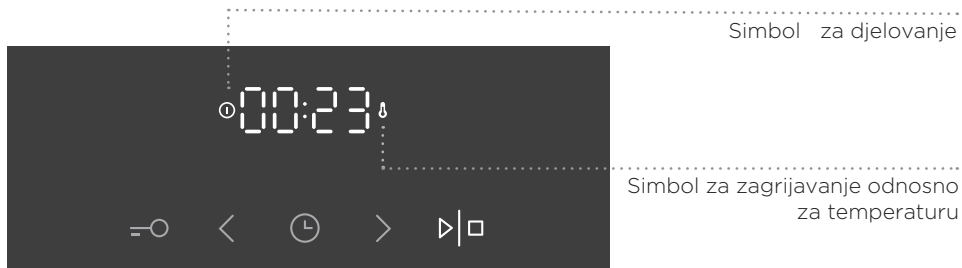 Simbol za djelovanje
00:23
Simbol za zagrijavanje odnosno
za temperaturu